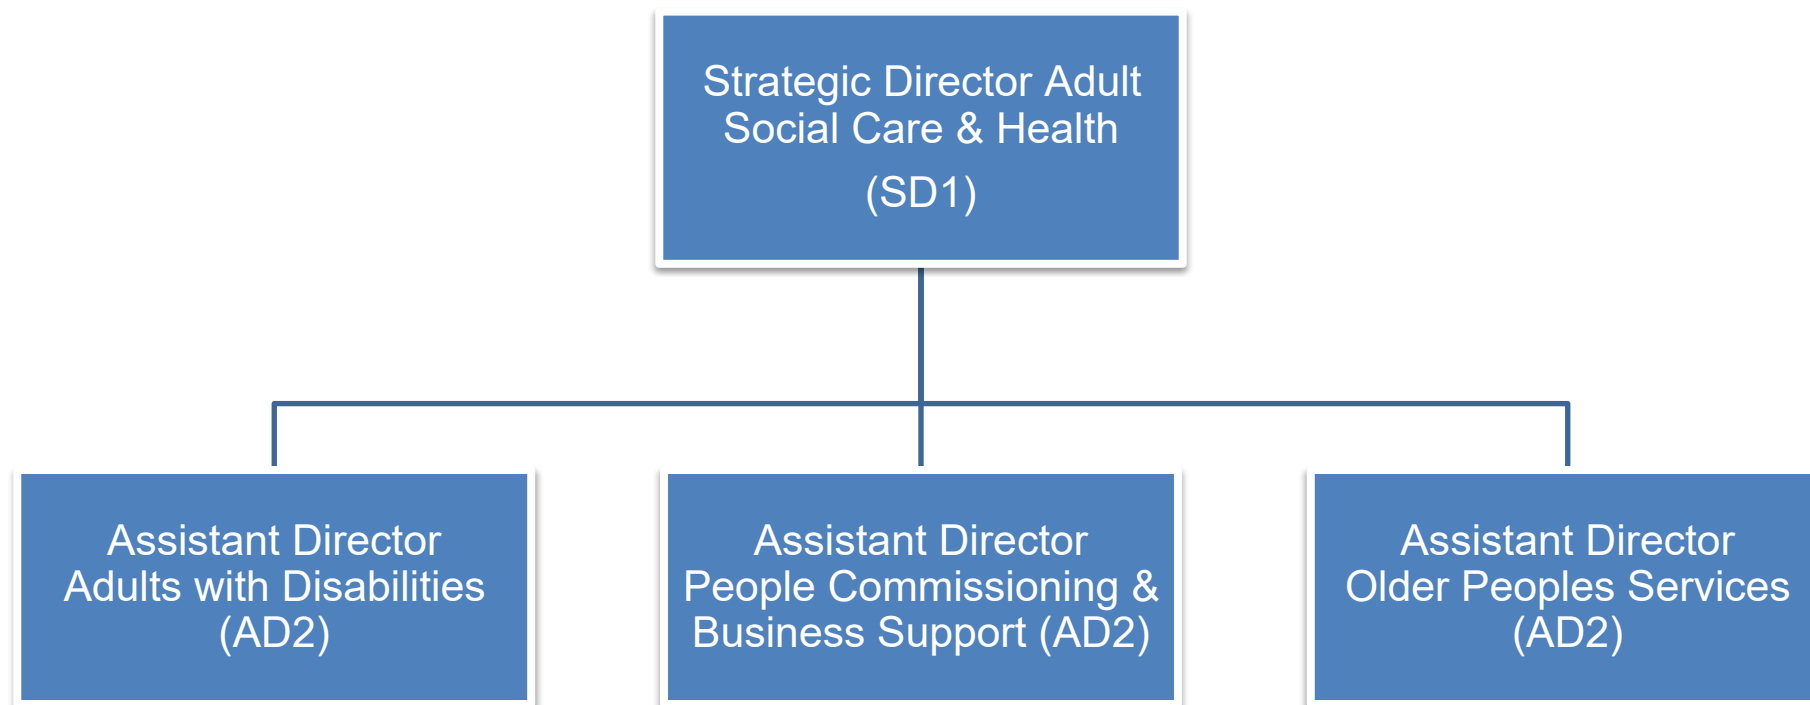 Strategic Director Adult
Social Care & Health
(SD1)
Assistant Director
Adults with Disabilities
(AD2)
Assistant Director
People Commissioning &
Business Support (AD2)
Assistant Director
Older Peoples Services
(AD2)